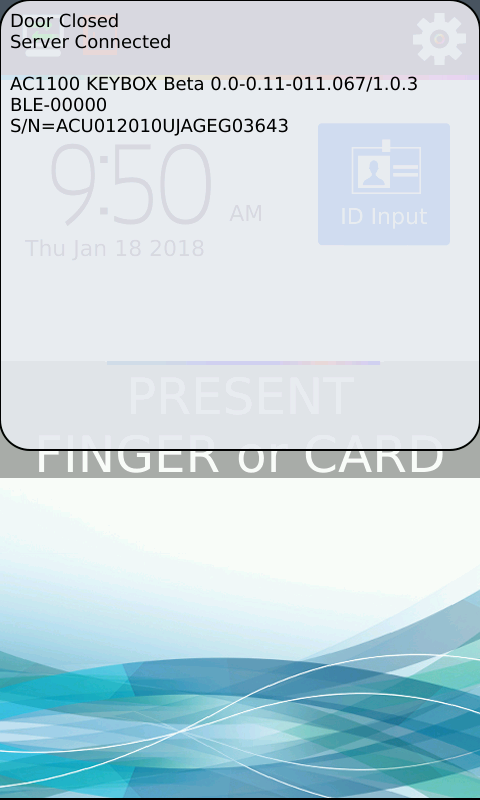 Door Closed
Server Connected
AC1100 KEYBOX Beta 0.0-0.11-011.067/1.0.3
BLE-00000
S/N=ACU012010UJAGEG03643
9:50 AM
ID Input
Thu Jan 18 2018
PRESENT
FINGER or CARD